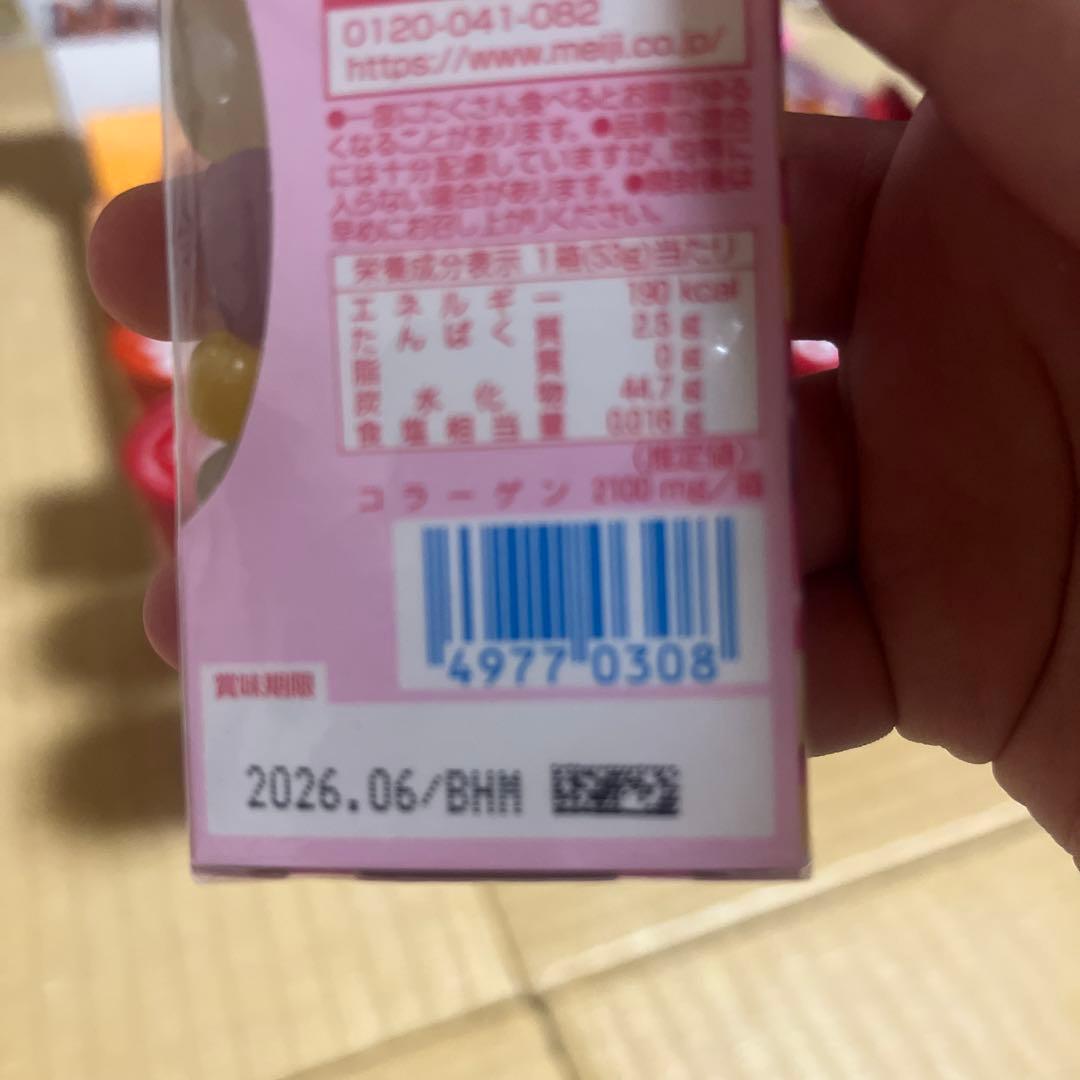 0120-041-082
https://www.meiji.co.jp/
●一度にたくさん食べるとお腹がゆる
くなることがあります。●品種の混合
には十分配慮していますが、均等に
入らない場合があります。●開封後は
早めにお召し上がりください。
栄養成分表示 1箱(53g)当たり
エネルギー 190 kcal
たんぱく質 2.5 g
脂質 0 g
炭水化物 44.7 g
食塩相当量 0.016 g
(推定値)
コラーゲン 2100 mg/箱
4977 0308
賞味期限
2026.06/BHM